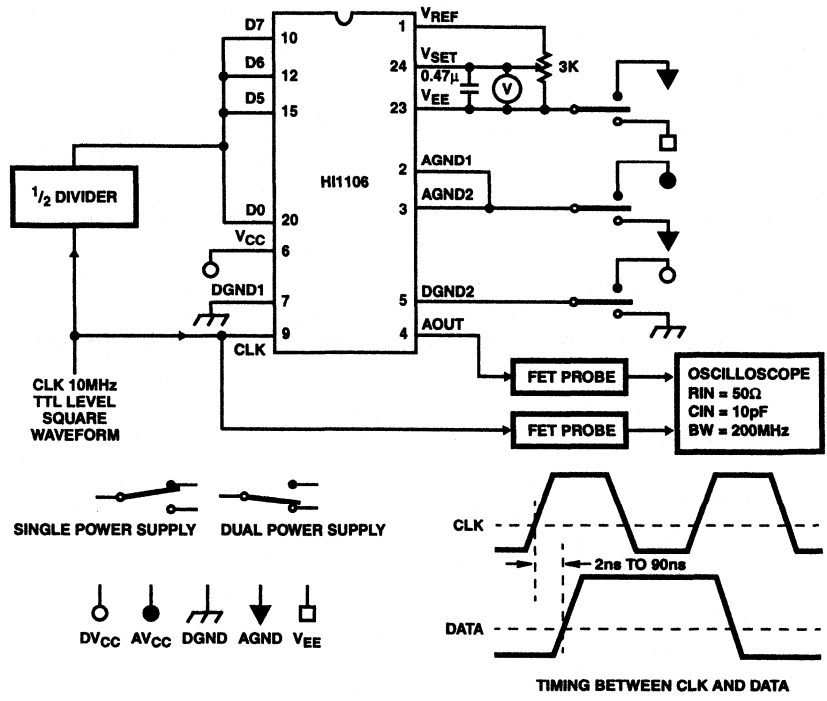 D7
10
D6
12
D5
15
D0
20
VCC
6
DGND1
7
9
CLK
HI1106
1
VREF
24
VSET
0.47μ
V
3K
23
VEE
2
AGND1
3
AGND2
5
DGND2
4
AOUT
1/2 DIVIDER
CLK 10MHz
TTL LEVEL
SQUARE
WAVEFORM
FET PROBE
FET PROBE
OSCILLOSCOPE
RIN = 50Ω
CIN = 10pF
BW = 200MHz
SINGLE POWER SUPPLY
DUAL POWER SUPPLY
DVCC
AVCC
DGND
AGND
VEE
CLK
2ns TO 90ns
DATA
TIMING BETWEEN CLK AND DATA